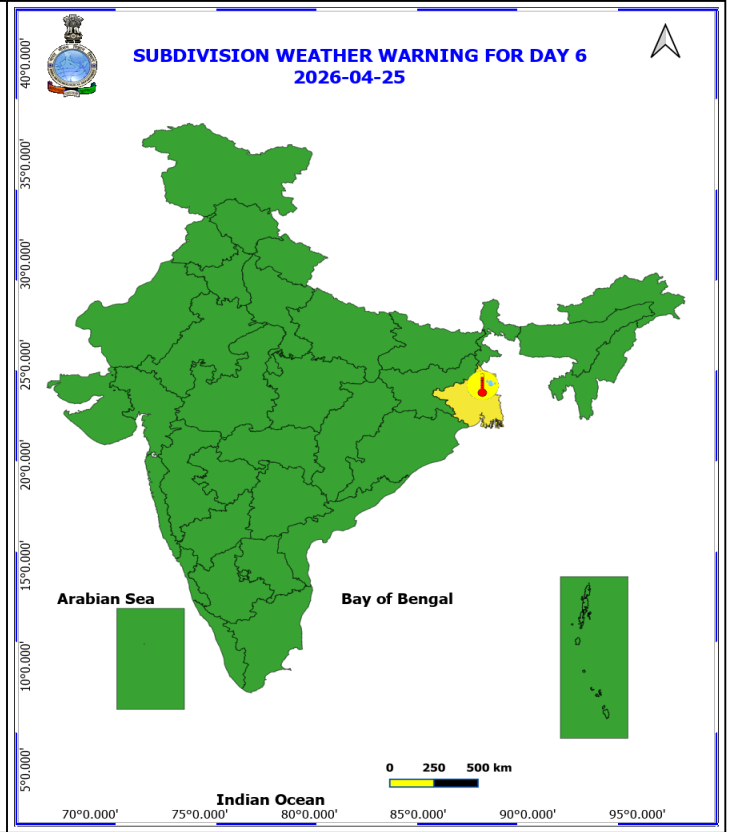 SUBDIVISION WEATHER WARNING FOR DAY 6
2026-04-25
40°0.000'
35°0.000'
30°0.000'
25°0.000'
20°0.000'
15°0.000'
10°0.000'
5°0.000'
Arabian Sea
Bay of Bengal
0 250 500 km
Indian Ocean
70°0.000' 75°0.000' 80°0.000' 85°0.000' 90°0.000' 95°0.000'